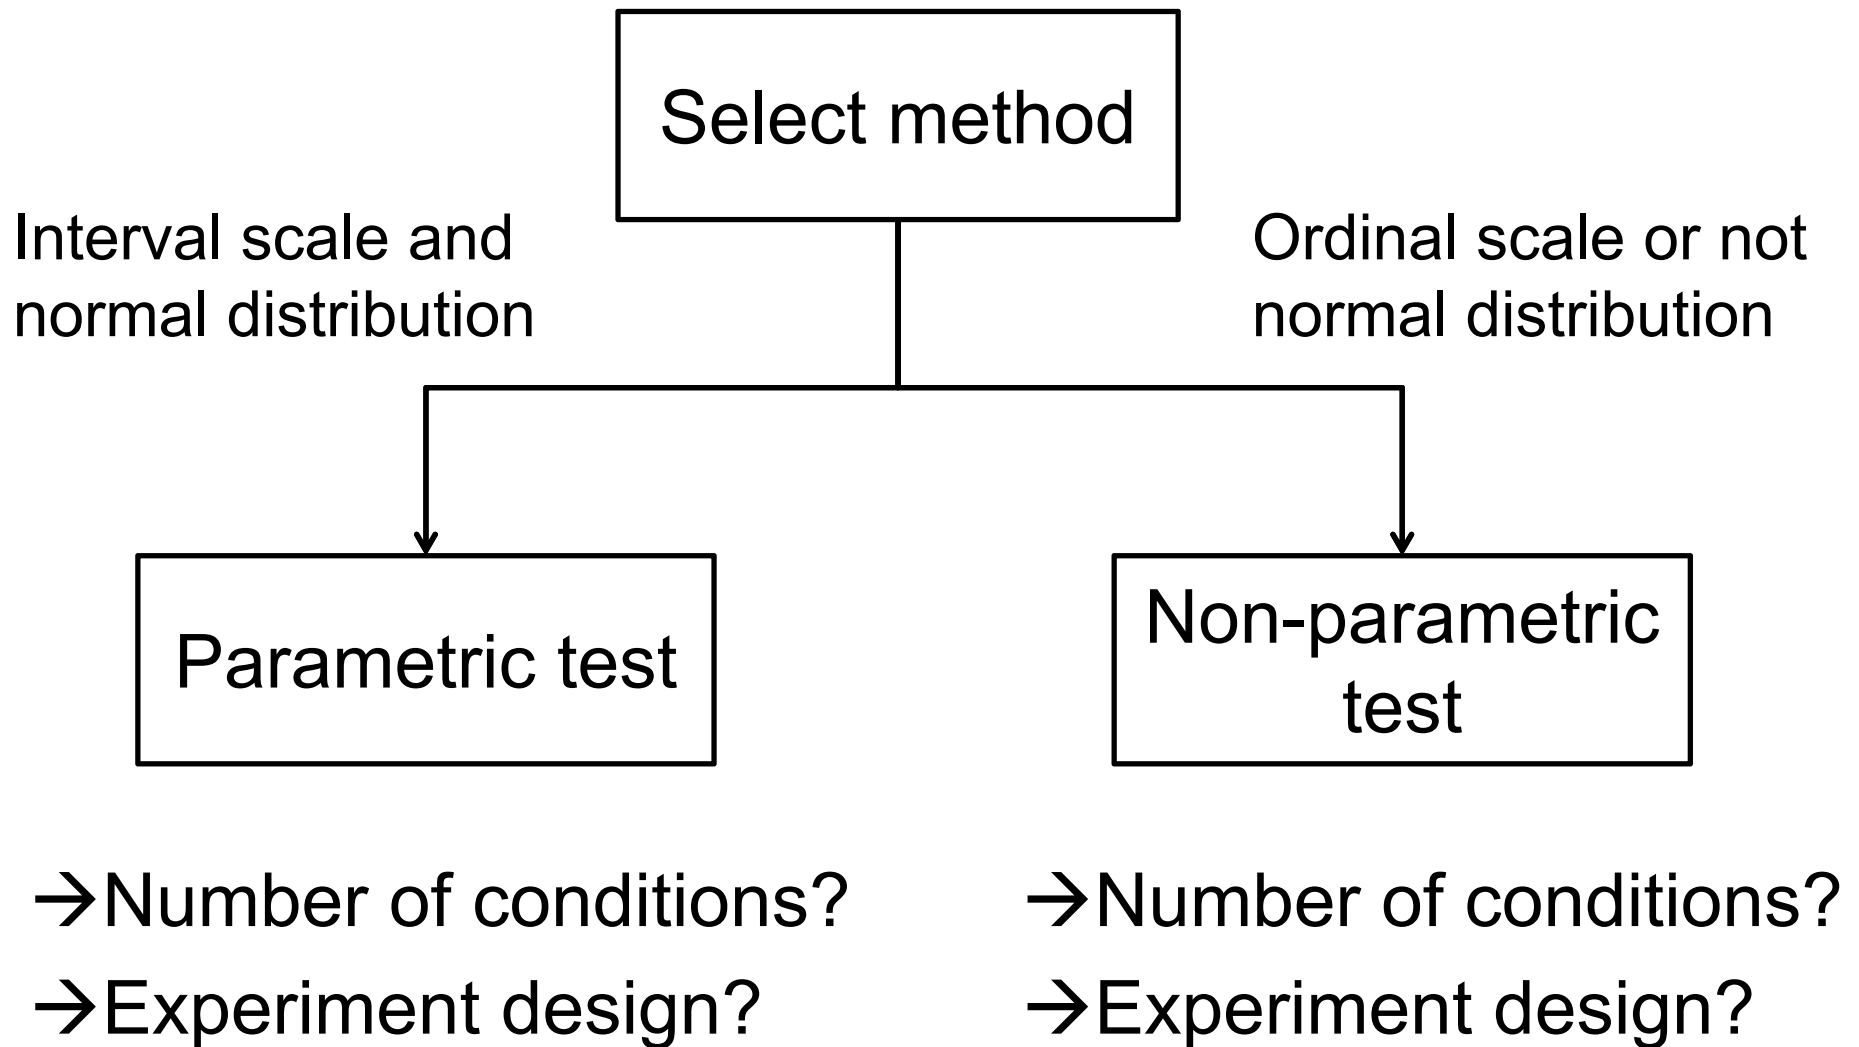 Select method
Interval scale and
normal distribution
Ordinal scale or not
normal distribution
Parametric test
Non-parametric
test
→Number of conditions?
→Experiment design?
→Number of conditions?
→Experiment design?